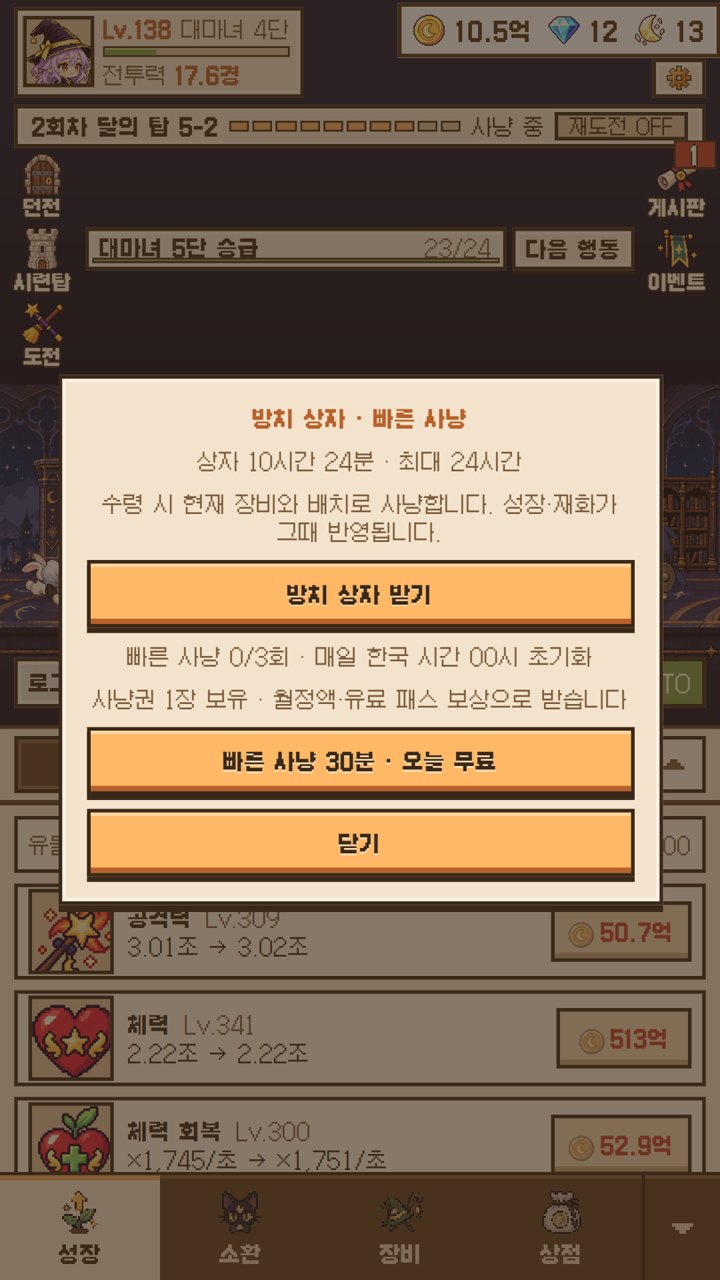 Lv.138 대마녀 4단
전투력 17.6경
10.5억 12 13
2회차 달의 탑 5-2 사냥 중 재도전 OFF
1
던전
게시판
대마녀 5단 승급 23/24 다음 행동
시련탑
이벤트
도전
방치 상자 · 빠른 사냥
상자 10시간 24분 · 최대 24시간
수령 시 현재 장비와 배치로 사냥합니다. 성장·재화가
그때 반영됩니다.
방치 상자 받기
빠른 사냥 0/3회 · 매일 한국 시간 00시 초기화
사냥권 1장 보유 · 월정액·유료 패스 보상으로 받습니다
빠른 사냥 30분 · 오늘 무료
닫기
공격력 Lv.309
3.01조 → 3.02조
50.7억
체력 Lv.341
2.22조 → 2.22조
513억
체력 회복 Lv.300
×1,745/초 → ×1,751/초
52.9억
성장 소환 장비 상점